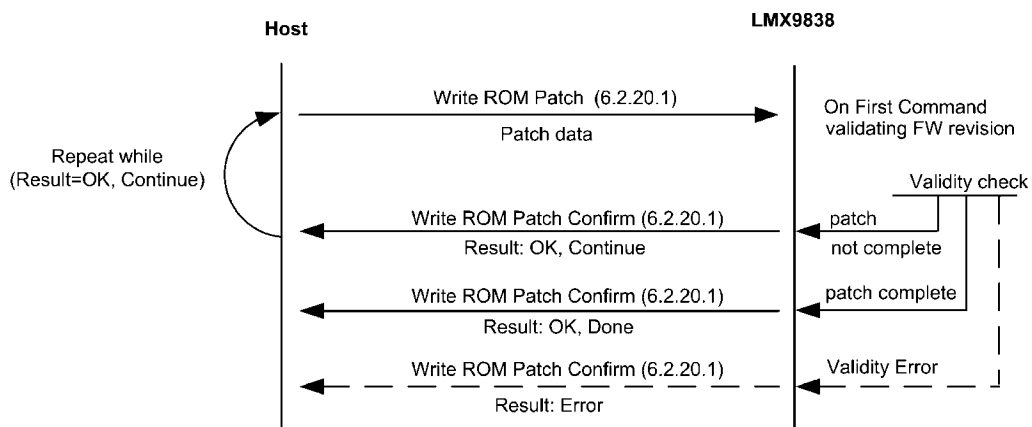 Host
LMX9838
Write ROM Patch (6.2.20.1)
Patch data
On First Command
validating FW revision
Repeat while
(Result=OK, Continue)
Validity check
Write ROM Patch Confirm (6.2.20.1)
Result: OK, Continue
patch
not complete
Write ROM Patch Confirm (6.2.20.1)
Result: OK, Done
patch complete
Write ROM Patch Confirm (6.2.20.1)
Result: Error
Validity Error